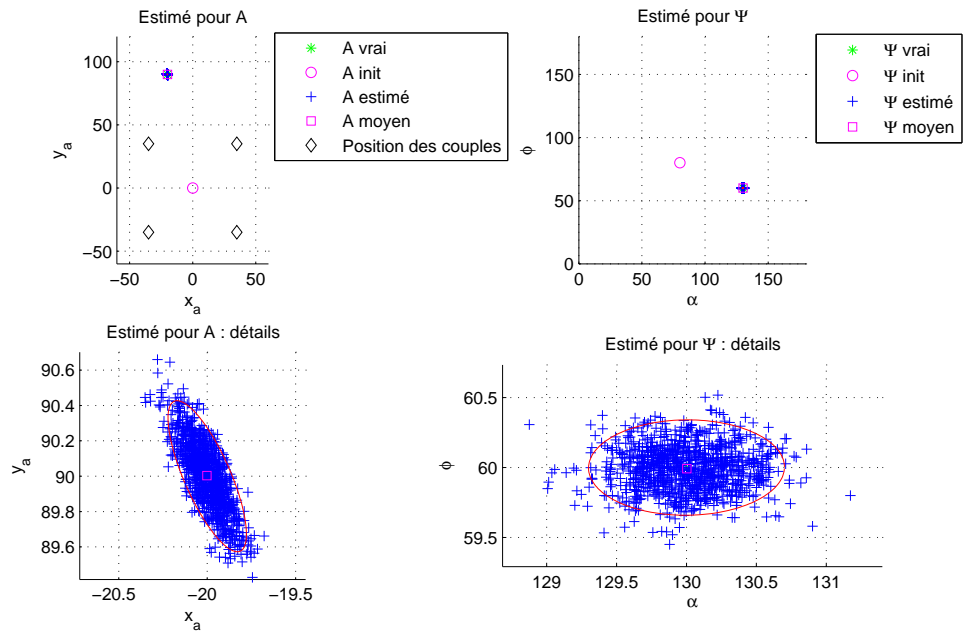 Estimé pour A
100
50
0
−50
y_a
−50
0
50
x_a
A vrai
A init
A estimé
A moyen
Position des couples
Estimé pour Ψ
150
100
50
0
ϕ
0
50
100
150
α
Ψ vrai
Ψ init
Ψ estimé
Ψ moyen
Estimé pour A : détails
90.6
90.4
90.2
90
89.8
89.6
y_a
−20.5
−20
−19.5
x_a
Estimé pour Ψ : détails
60.5
60
59.5
ϕ
129
129.5
130
130.5
131
α